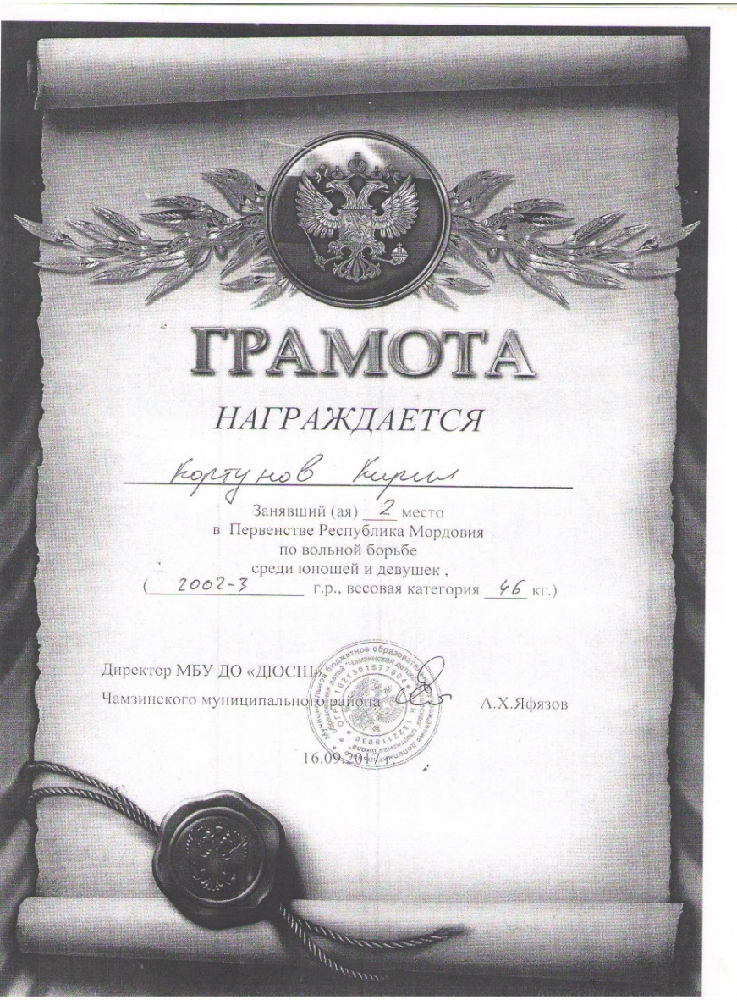 ГРАМОТА
НАГРАЖДАЕТСЯ
Кортунов Кирилл
Занявший (ая) 2 место
в Первенстве Республика Мордовия
по вольной борьбе
среди юношей и девушек ,
( 2002-3 г.р., весовая категория 46 кг.)
Директор МБУ ДО «ДЮСШ»
Чамзинского муниципального района А.Х.Яфязов
16.09.2017 г.